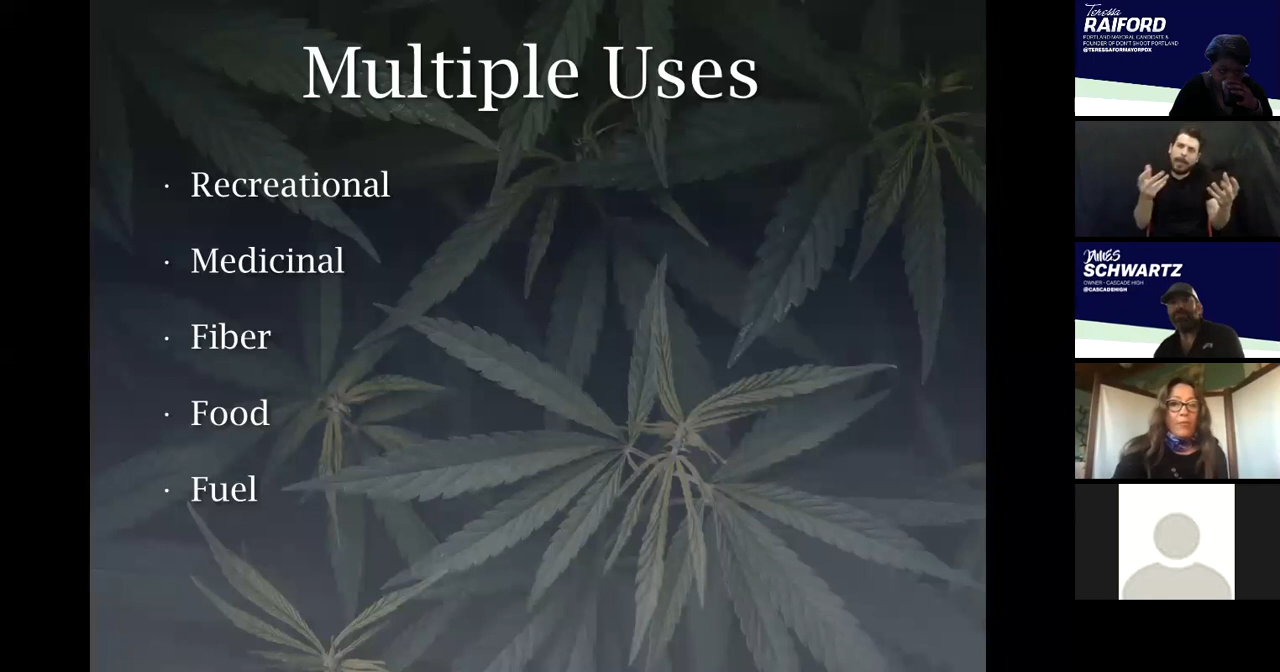 Multiple Uses
· Recreational
· Medicinal
· Fiber
· Food
· Fuel
Teressa
RAIFORD
PORTLAND MAYORAL CANDIDATE &
FOUNDER OF DON'T SHOOT PORTLAND
@TERESSAFORMAYORPDX
JAMES
SCHWARTZ
OWNER - CASCADE HIGH
@CASCADEHIGH